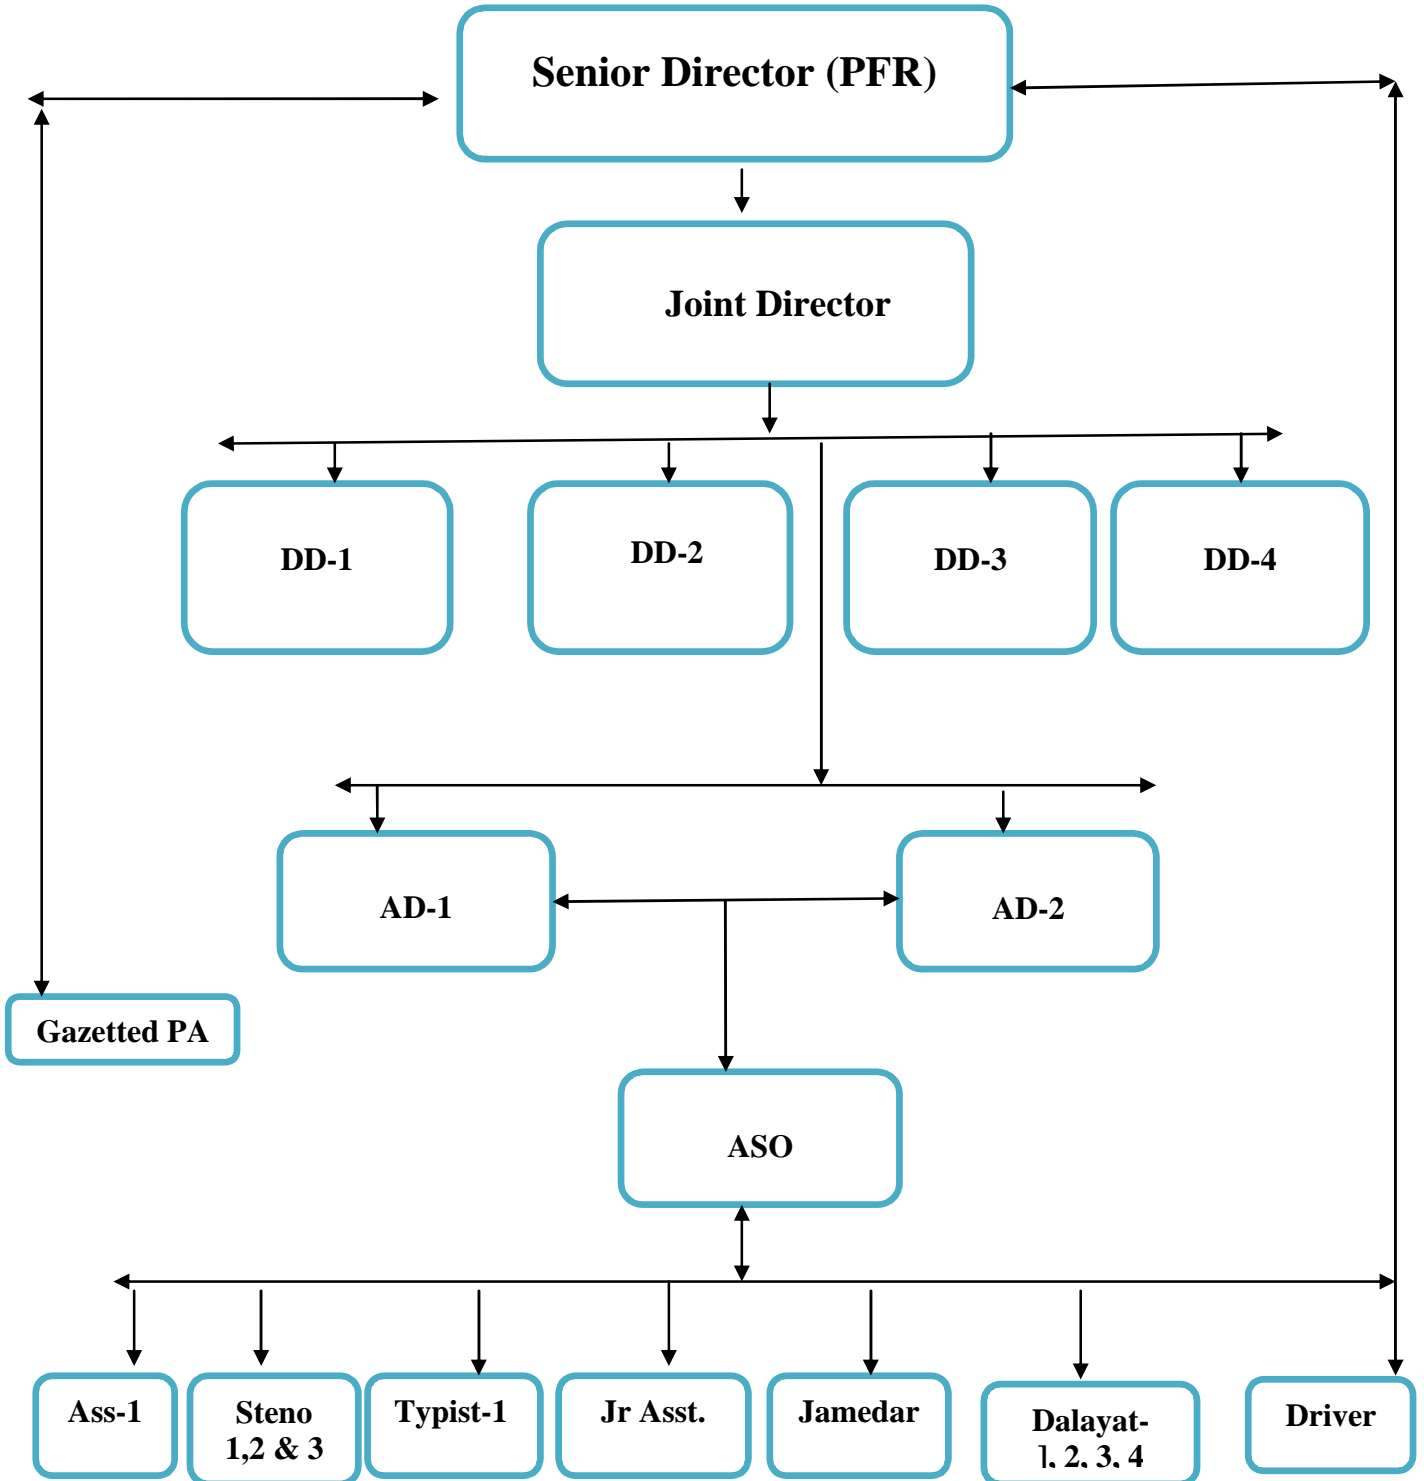 Senior Director (PFR)
Joint Director
DD-1
DD-2
DD-3
DD-4
AD-1
AD-2
Gazetted PA
ASO
Ass-1
Steno
1,2 & 3
Typist-1
Jr Asst.
Jamedar
Dalayat-
1, 2, 3, 4
Driver